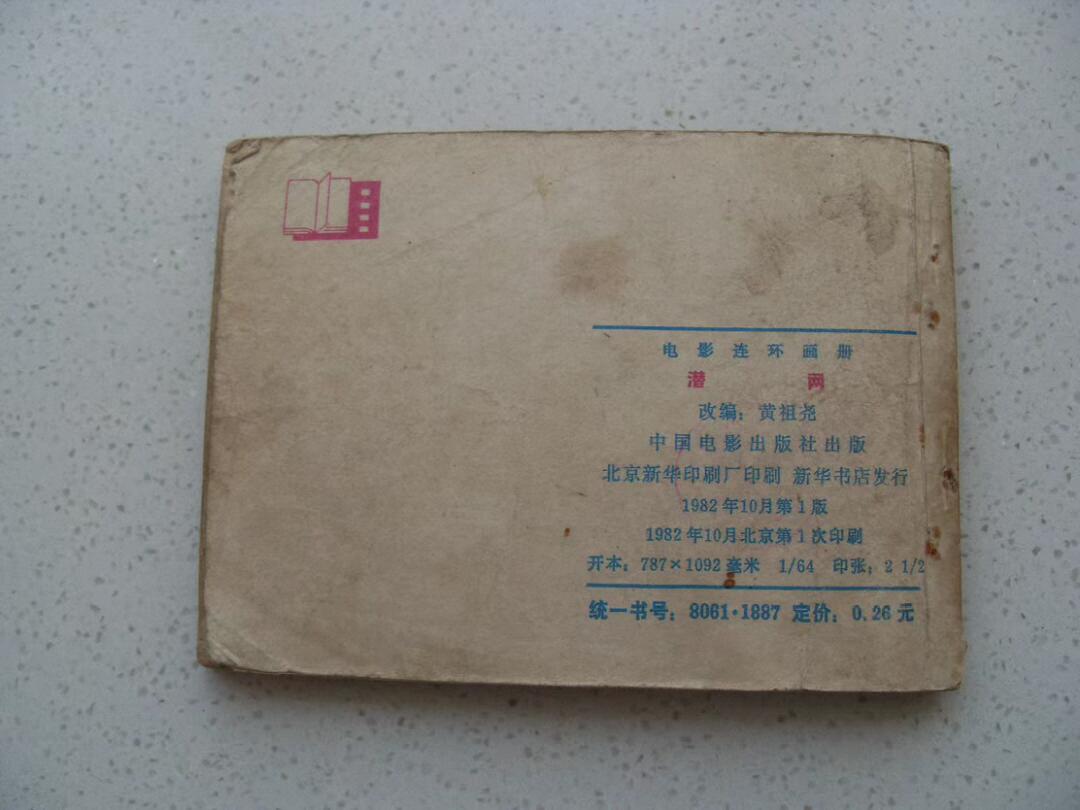 电影连环画册
潜网
改编：黄祖尧
中国电影出版社出版
北京新华印刷厂印刷 新华书店发行
1982年10月第1版
1982年10月北京第1次印刷
开本：787×1092毫米 1/64 印张：2 1/2
统一书号：8061·1887 定价：0.26元